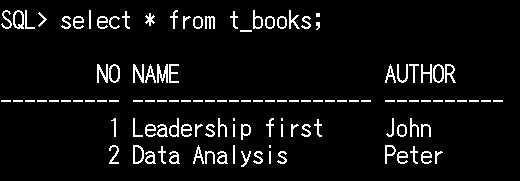 SQL> select * from t_books;
NO NAME AUTHOR
---------- -------------------- ----------
1 Leadership first John
2 Data Analysis Peter